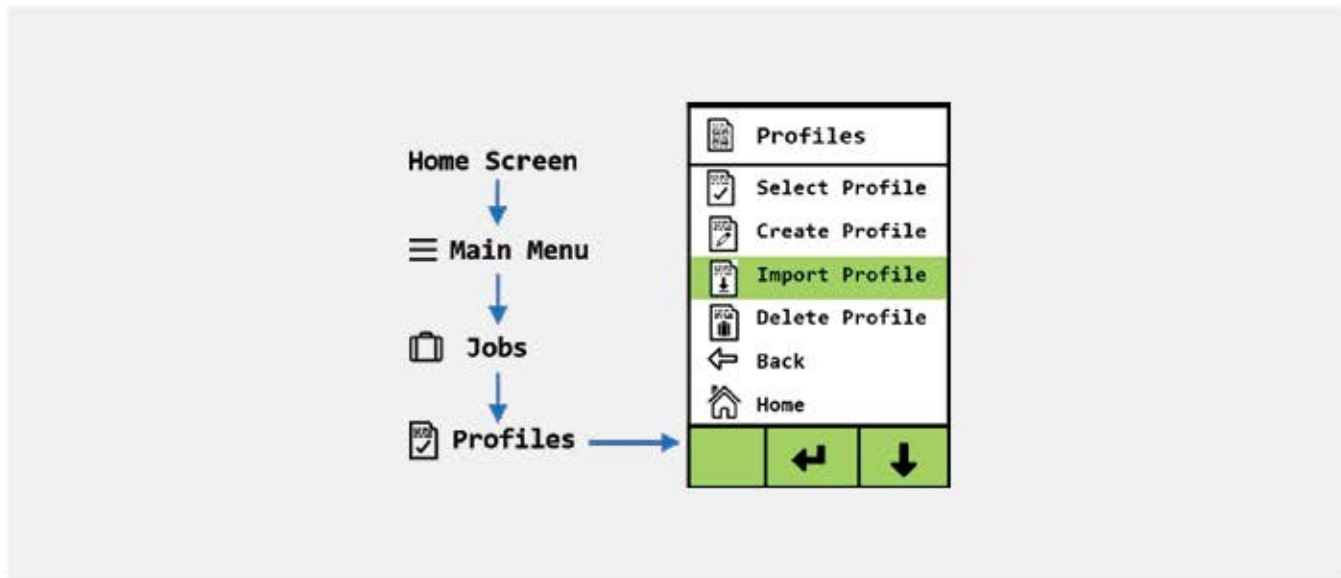 Home Screen
Main Menu
Jobs
Profiles
Profiles
Select Profile
Create Profile
Import Profile
Delete Profile
Back
Home